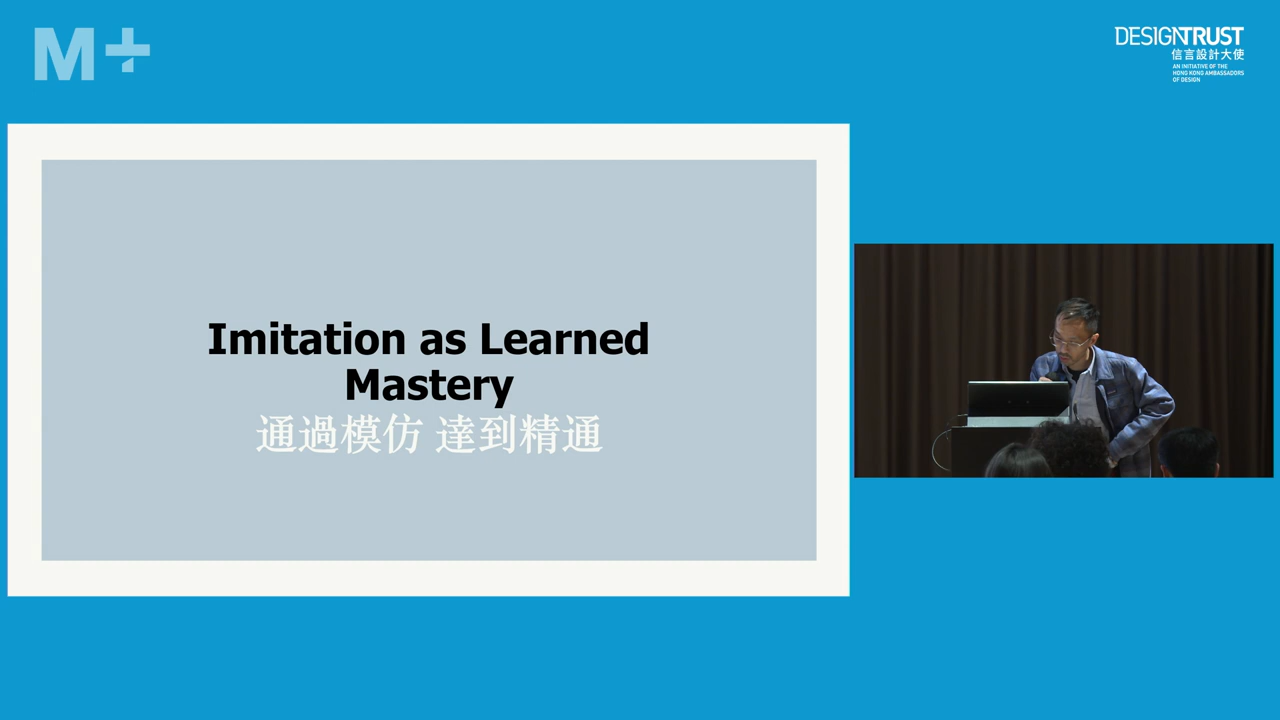 M+
DESIGNTRUST
信言設計大使
AN INITIATIVE OF THE
HONG KONG AMBASSADORS
OF DESIGN
Imitation as Learned
Mastery
通過模仿 達到精通